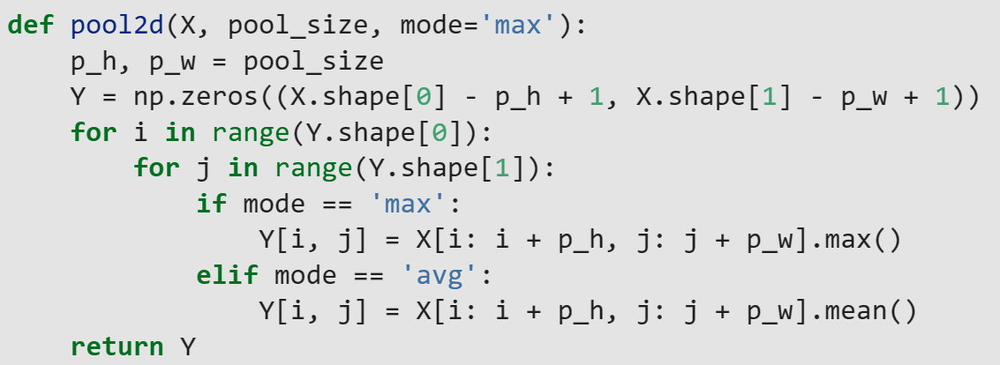 def pool2d(X, pool_size, mode='max'):
    p_h, p_w = pool_size
    Y = np.zeros((X.shape[0] - p_h + 1, X.shape[1] - p_w + 1))
    for i in range(Y.shape[0]):
        for j in range(Y.shape[1]):
            if mode == 'max':
                Y[i, j] = X[i: i + p_h, j: j + p_w].max()
            elif mode == 'avg':
                Y[i, j] = X[i: i + p_h, j: j + p_w].mean()
    return Y